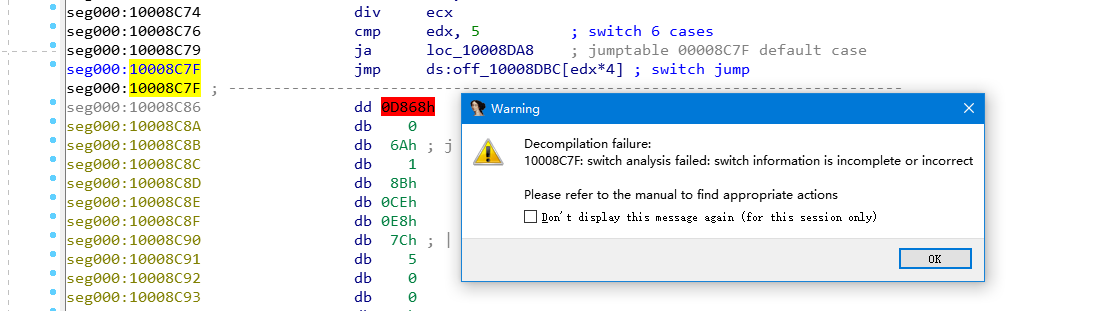 seg000:10008C74 div ecx
seg000:10008C76 cmp edx, 5 ; switch 6 cases
seg000:10008C79 ja loc_10008DA8 ; jumptable 00008C7F default case
seg000:10008C7F jmp ds:off_10008DBC[edx*4] ; switch jump
seg000:10008C7F ; ---------------------------------------------------------------------------
seg000:10008C86 dd 0D868h
seg000:10008C8A db 0
seg000:10008C8B db 6Ah ; j
seg000:10008C8C db 1
seg000:10008C8D db 8Bh
seg000:10008C8E db 0CEh
seg000:10008C8F db 0E8h
seg000:10008C90 db 7Ch ; |
seg000:10008C91 db 5
seg000:10008C92 db 0
seg000:10008C93 db 0
Warning
Decompilation failure:
10008C7F: switch analysis failed: switch information is incomplete or incorrect
Please refer to the manual to find appropriate actions
Don't display this message again (for this session only)
OK